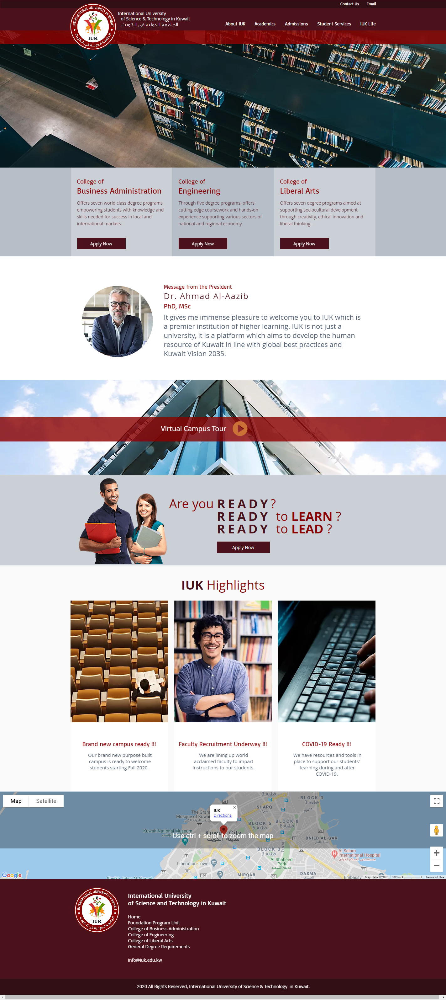 Contact Us
Email
International University
of Science & Technology in Kuwait
الجامعة الدولية في الكويت
INTERNATIONAL UNIVERSITY IN KUWAIT
IUK
الجامعة الدولية في الكويت
About IUK
Academics
Admissions
Student Services
IUK Life
College of
Business Administration
Offers seven world class degree programs
empowering students with knowledge and
skills needed for success in local and
international markets.
Apply Now
College of
Engineering
Through five degree programs, offers
cutting edge coursework and hands-on
experience supporting various sectors of
national and regional economy.
Apply Now
College of
Liberal Arts
Offers seven degree programs aimed at
supporting sociocultural development
through creativity, ethical innovation and
liberal thinking.
Apply Now
Message from the President
Dr. Ahmad Al-Aazib
PhD, MSc
It gives me immense pleasure to welcome you to IUK which is
a premier institution of higher learning. IUK is not just a
university, it is a platform which aims to develop the human
resource of Kuwait in line with global best practices and
Kuwait Vision 2035.
Virtual Campus Tour
Are you READY?
READY to LEARN ?
READY to LEAD ?
Apply Now
IUK Highlights
Brand new campus ready !!!
Our brand new purpose built
campus is ready to welcome
students starting Fall 2020.
Faculty Recruitment Underway !!!
We are lining up world
acclaimed faculty to impart
instructions to our students.
COVID-19 Ready !!!
We have resources and tools in
place to support our students'
learning during and after
COVID-19.
Map
Satellite
قطعة 3
BLOCK 3
قطعة 3
25
SHARQ
شرق
800 St
IUK
Directions
The Grand
Mosque of Kuwait
25
BLOCK 5
قطعة 5
BLOCK 8
قطعة 8
Kuwait National Museum
Kuwait City
مدينة الكويت
Use ctrl + scroll to zoom the map
25
BNIED AL-GAR
بنيد القار
BLOCK 3
قطعة 3
30
Al Salam
International Hospital
مستشفى السلام الدولي
Al Shaheed
Park
حديقة الشهيد
1
1
Liberation Tower
25
80
150
MIRQAB
35
DASMA
الدسمة
25
Sheikh Jaber Al-Ahmad
Embassy
Google
Map data ©2020
500 m
Terms of Use
INTERNATIONAL UNIVERSITY IN KUWAIT
IUK
الجامعة الدولية في الكويت
International University
of Science and Technology in Kuwait
Home
Foundation Program Unit
College of Business Administration
College of Engineering
College of Liberal Arts
General Degree Requirements
info@iuk.edu.kw
2020 All Rights Reserved, International University of Science & Technology in Kuwait.